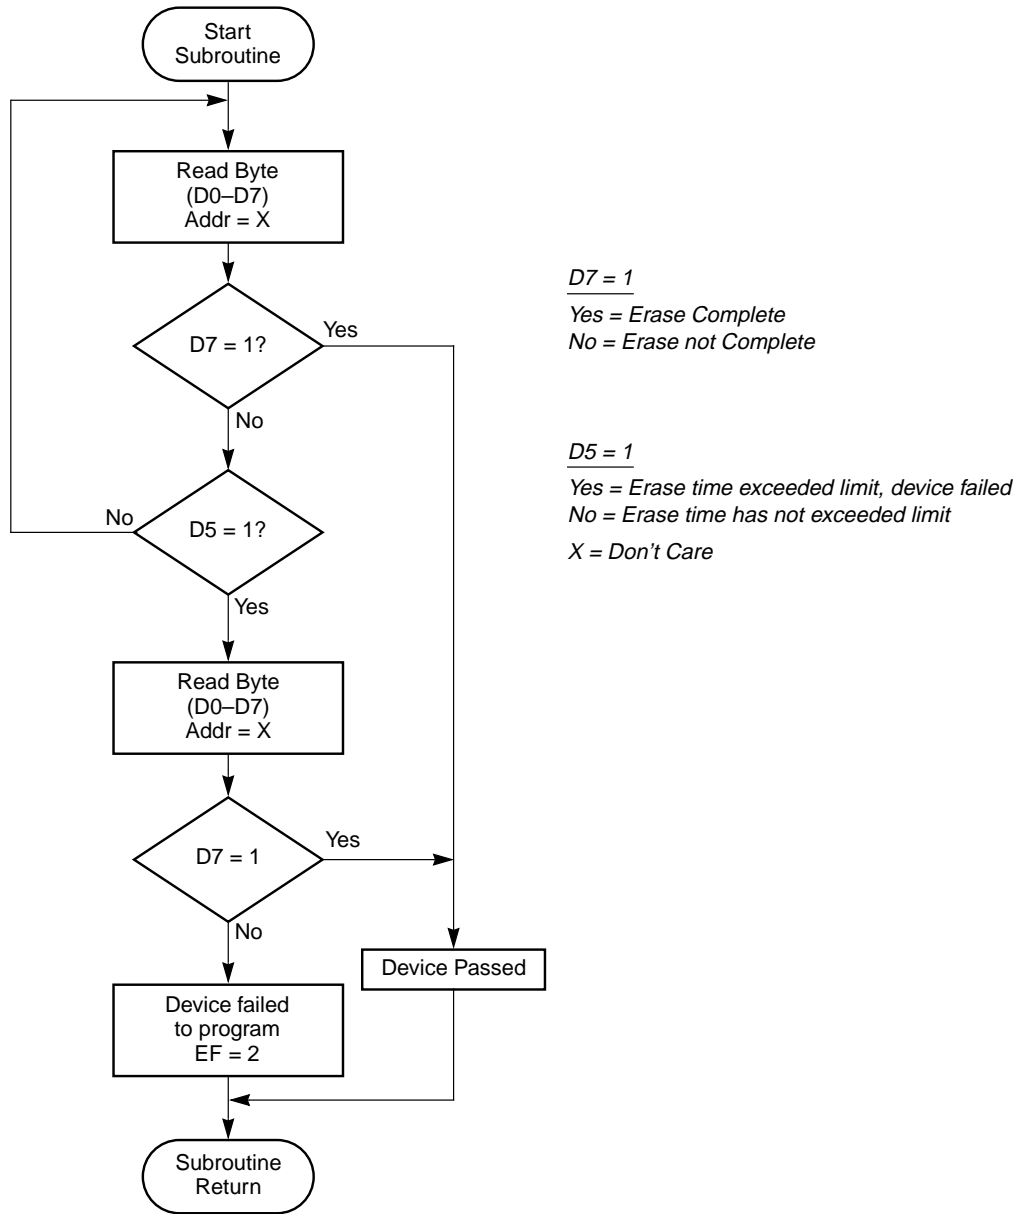 Start
Subroutine
Read Byte
(D0–D7)
Addr = X
D7 = 1?
Yes
No
D7 = 1
Yes = Erase Complete
No = Erase not Complete
D5 = 1?
No
Yes
D5 = 1
Yes = Erase time exceeded limit, device failed
No = Erase time has not exceeded limit
X = Don't Care
Read Byte
(D0–D7)
Addr = X
D7 = 1
Yes
No
Device Passed
Device failed
to program
EF = 2
Subroutine
Return